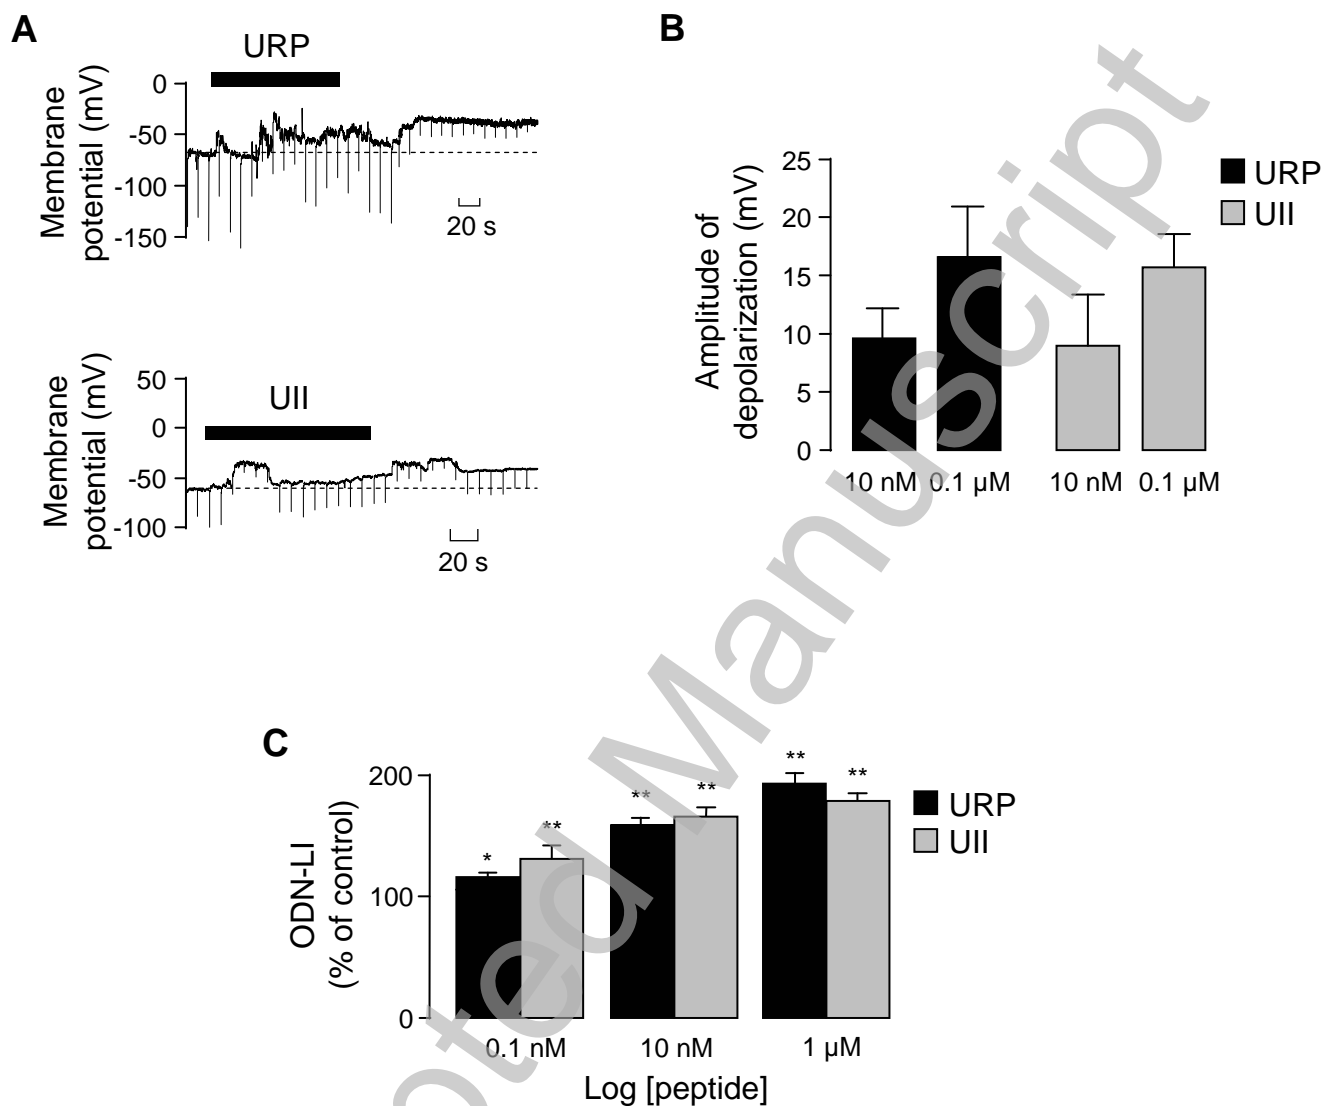 A
URP
0
-50
-100
-150
Membrane
potential (mV)
20 s
50
0
-50
-100
Membrane
potential (mV)
UII
20 s
B
25
20
15
10
5
0
Amplitude of
depolarization (mV)
URP
UII
10 nM 0.1 µM 10 nM 0.1 µM
C
200
100
0
ODN-LI
(% of control)
* ** ** ** ** **
URP
UII
0.1 nM 10 nM 1 µM
Log [peptide]
pted Manuscript